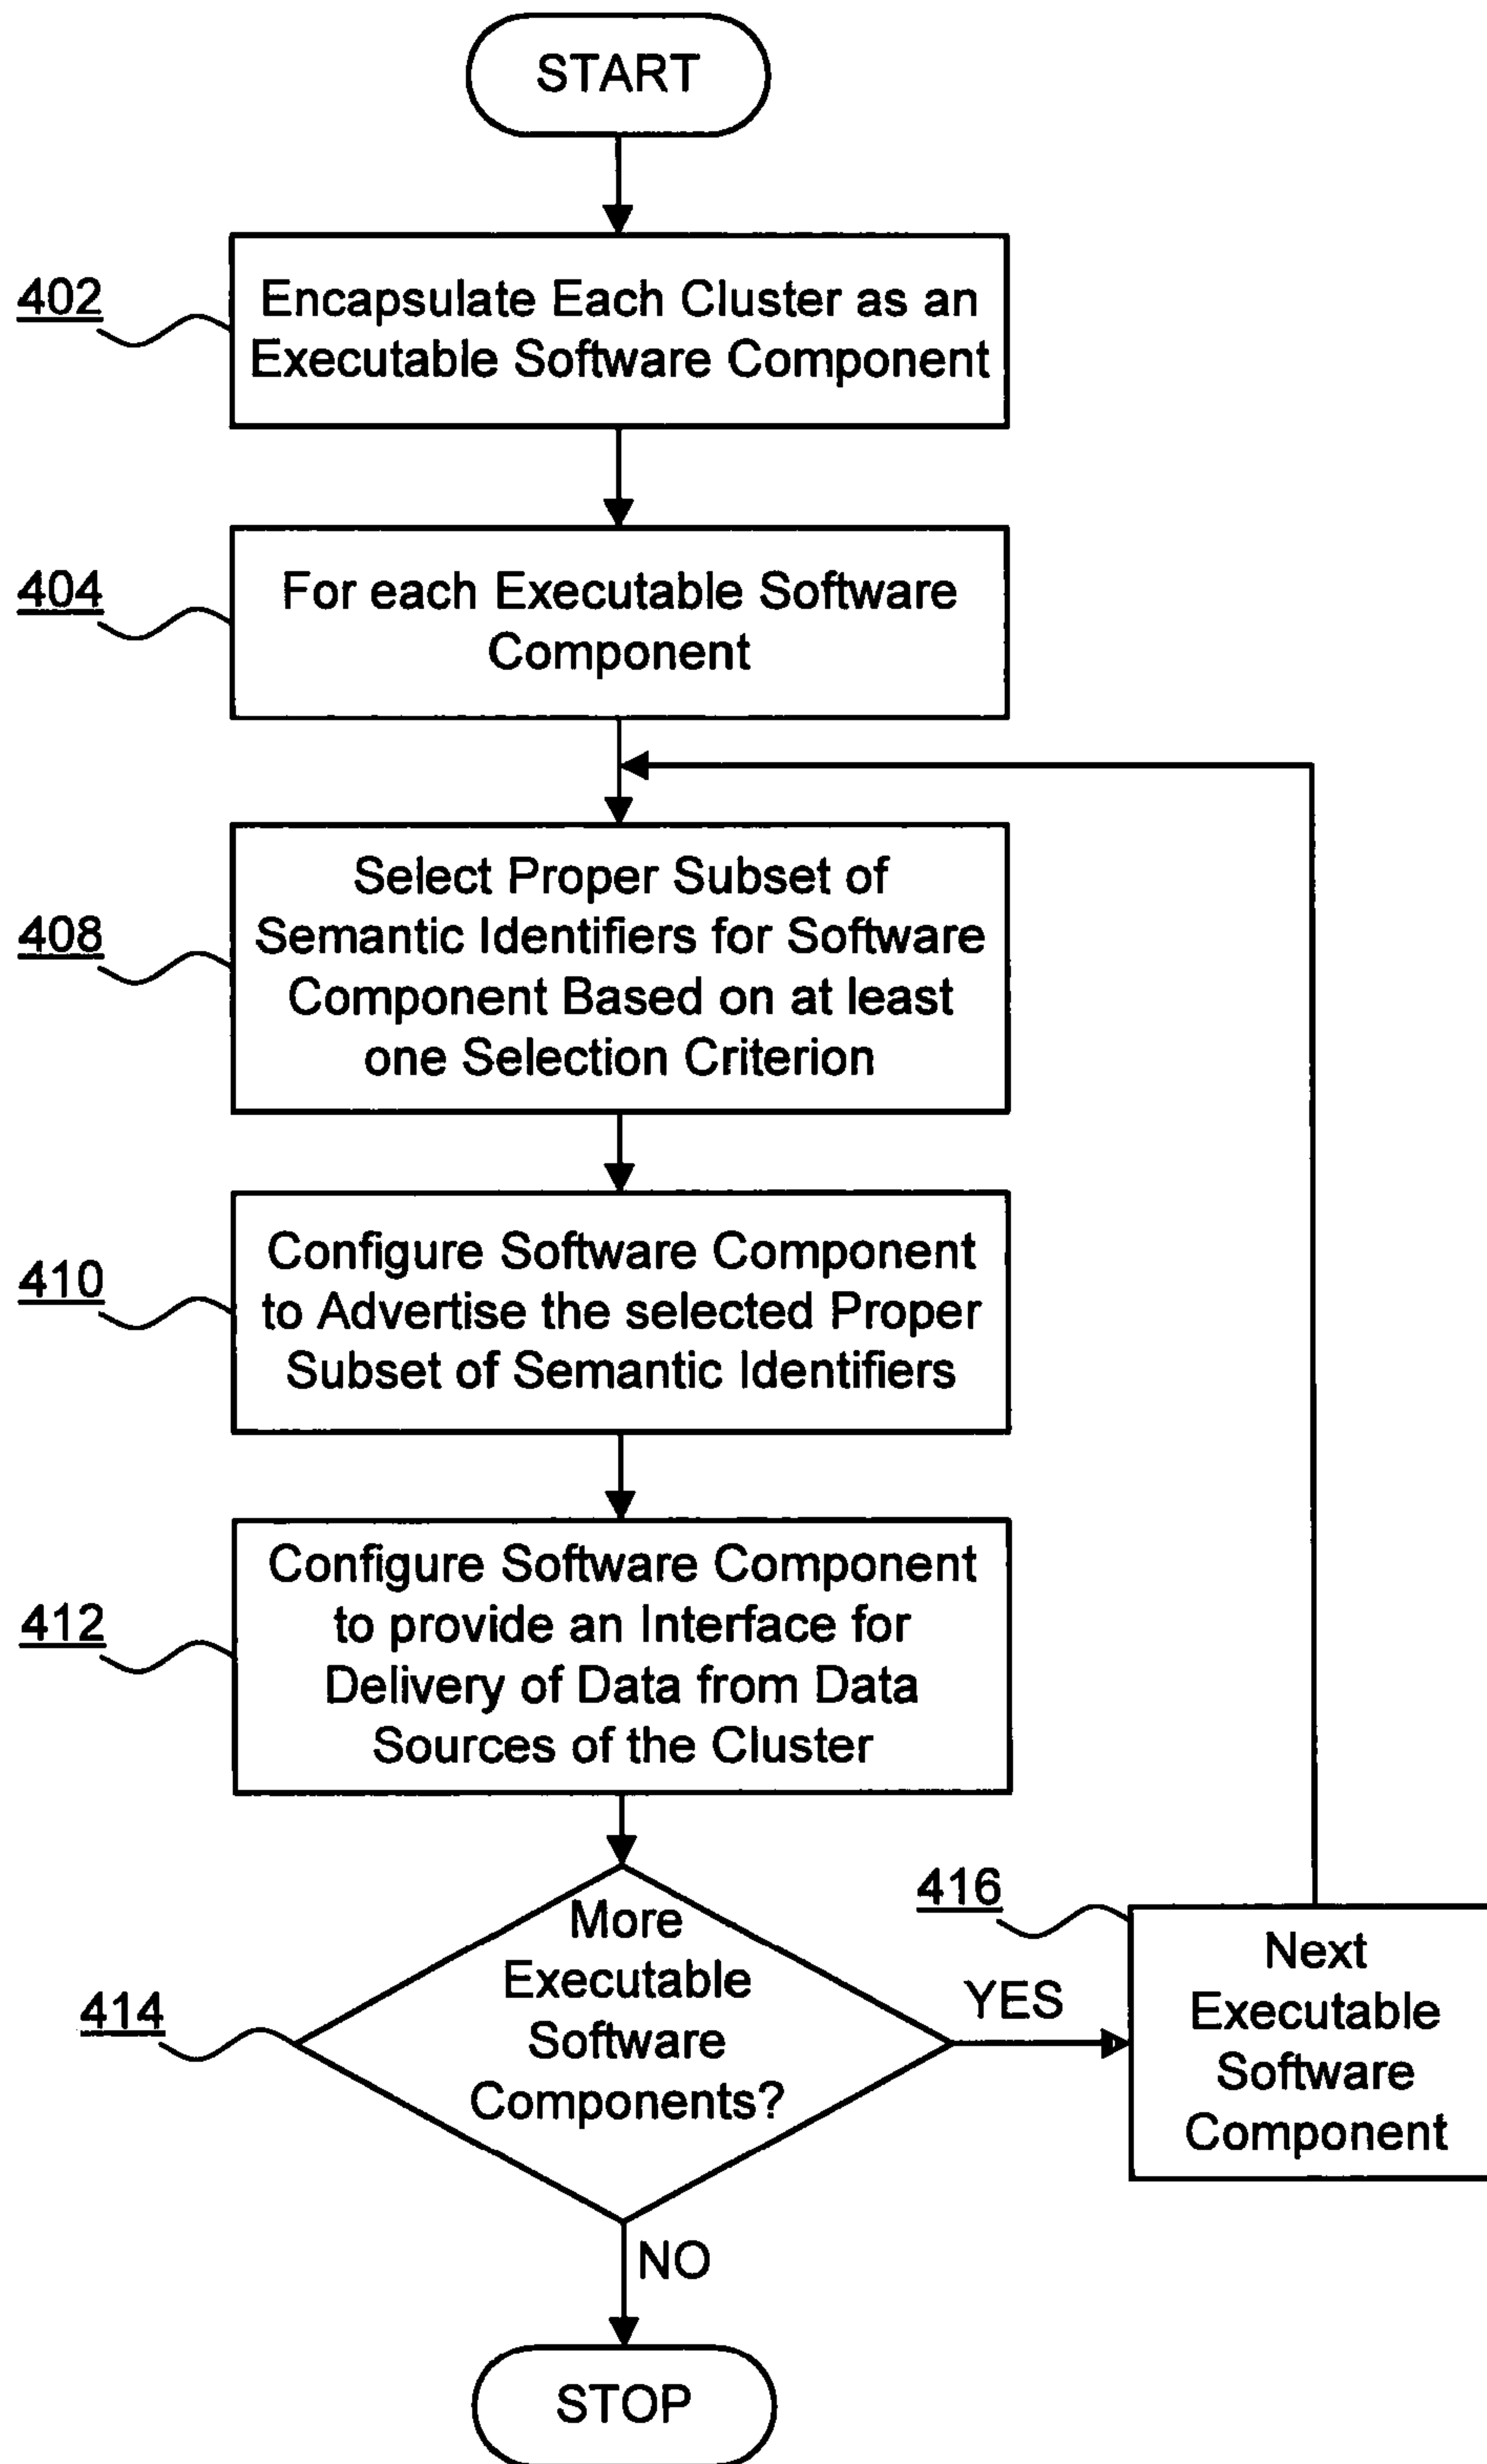 START
402
Encapsulate Each Cluster as an
Executable Software Component
404
For each Executable Software
Component
408
Select Proper Subset of
Semantic Identifiers for Software
Component Based on at least
one Selection Criterion
410
Configure Software Component
to Advertise the selected Proper
Subset of Semantic Identifiers
412
Configure Software Component
to provide an Interface for
Delivery of Data from Data
Sources of the Cluster
414
More
Executable
Software
Components?
YES
416
Next
Executable
Software
Component
NO
STOP